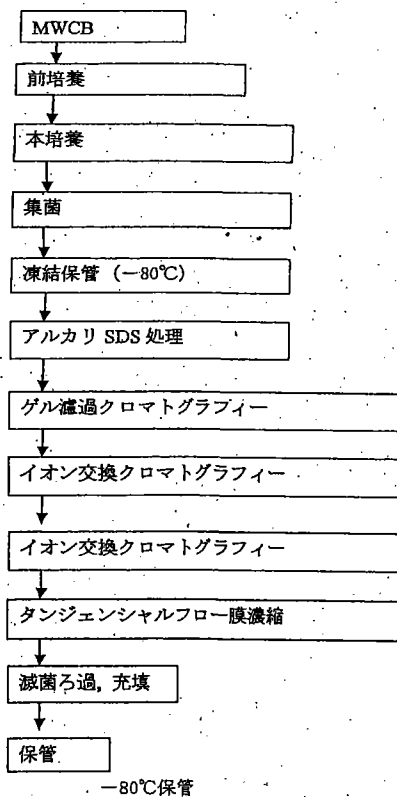 MWCB
前培養
本培養
集菌
凍結保管（－80℃）
アルカリ SDS 処理
ゲル濾過クロマトグラフィー
イオン交換クロマトグラフィー
イオン交換クロマトグラフィー
タンジェンシャルフロー膜濃縮
滅菌ろ過，充填
保管
－80℃保管